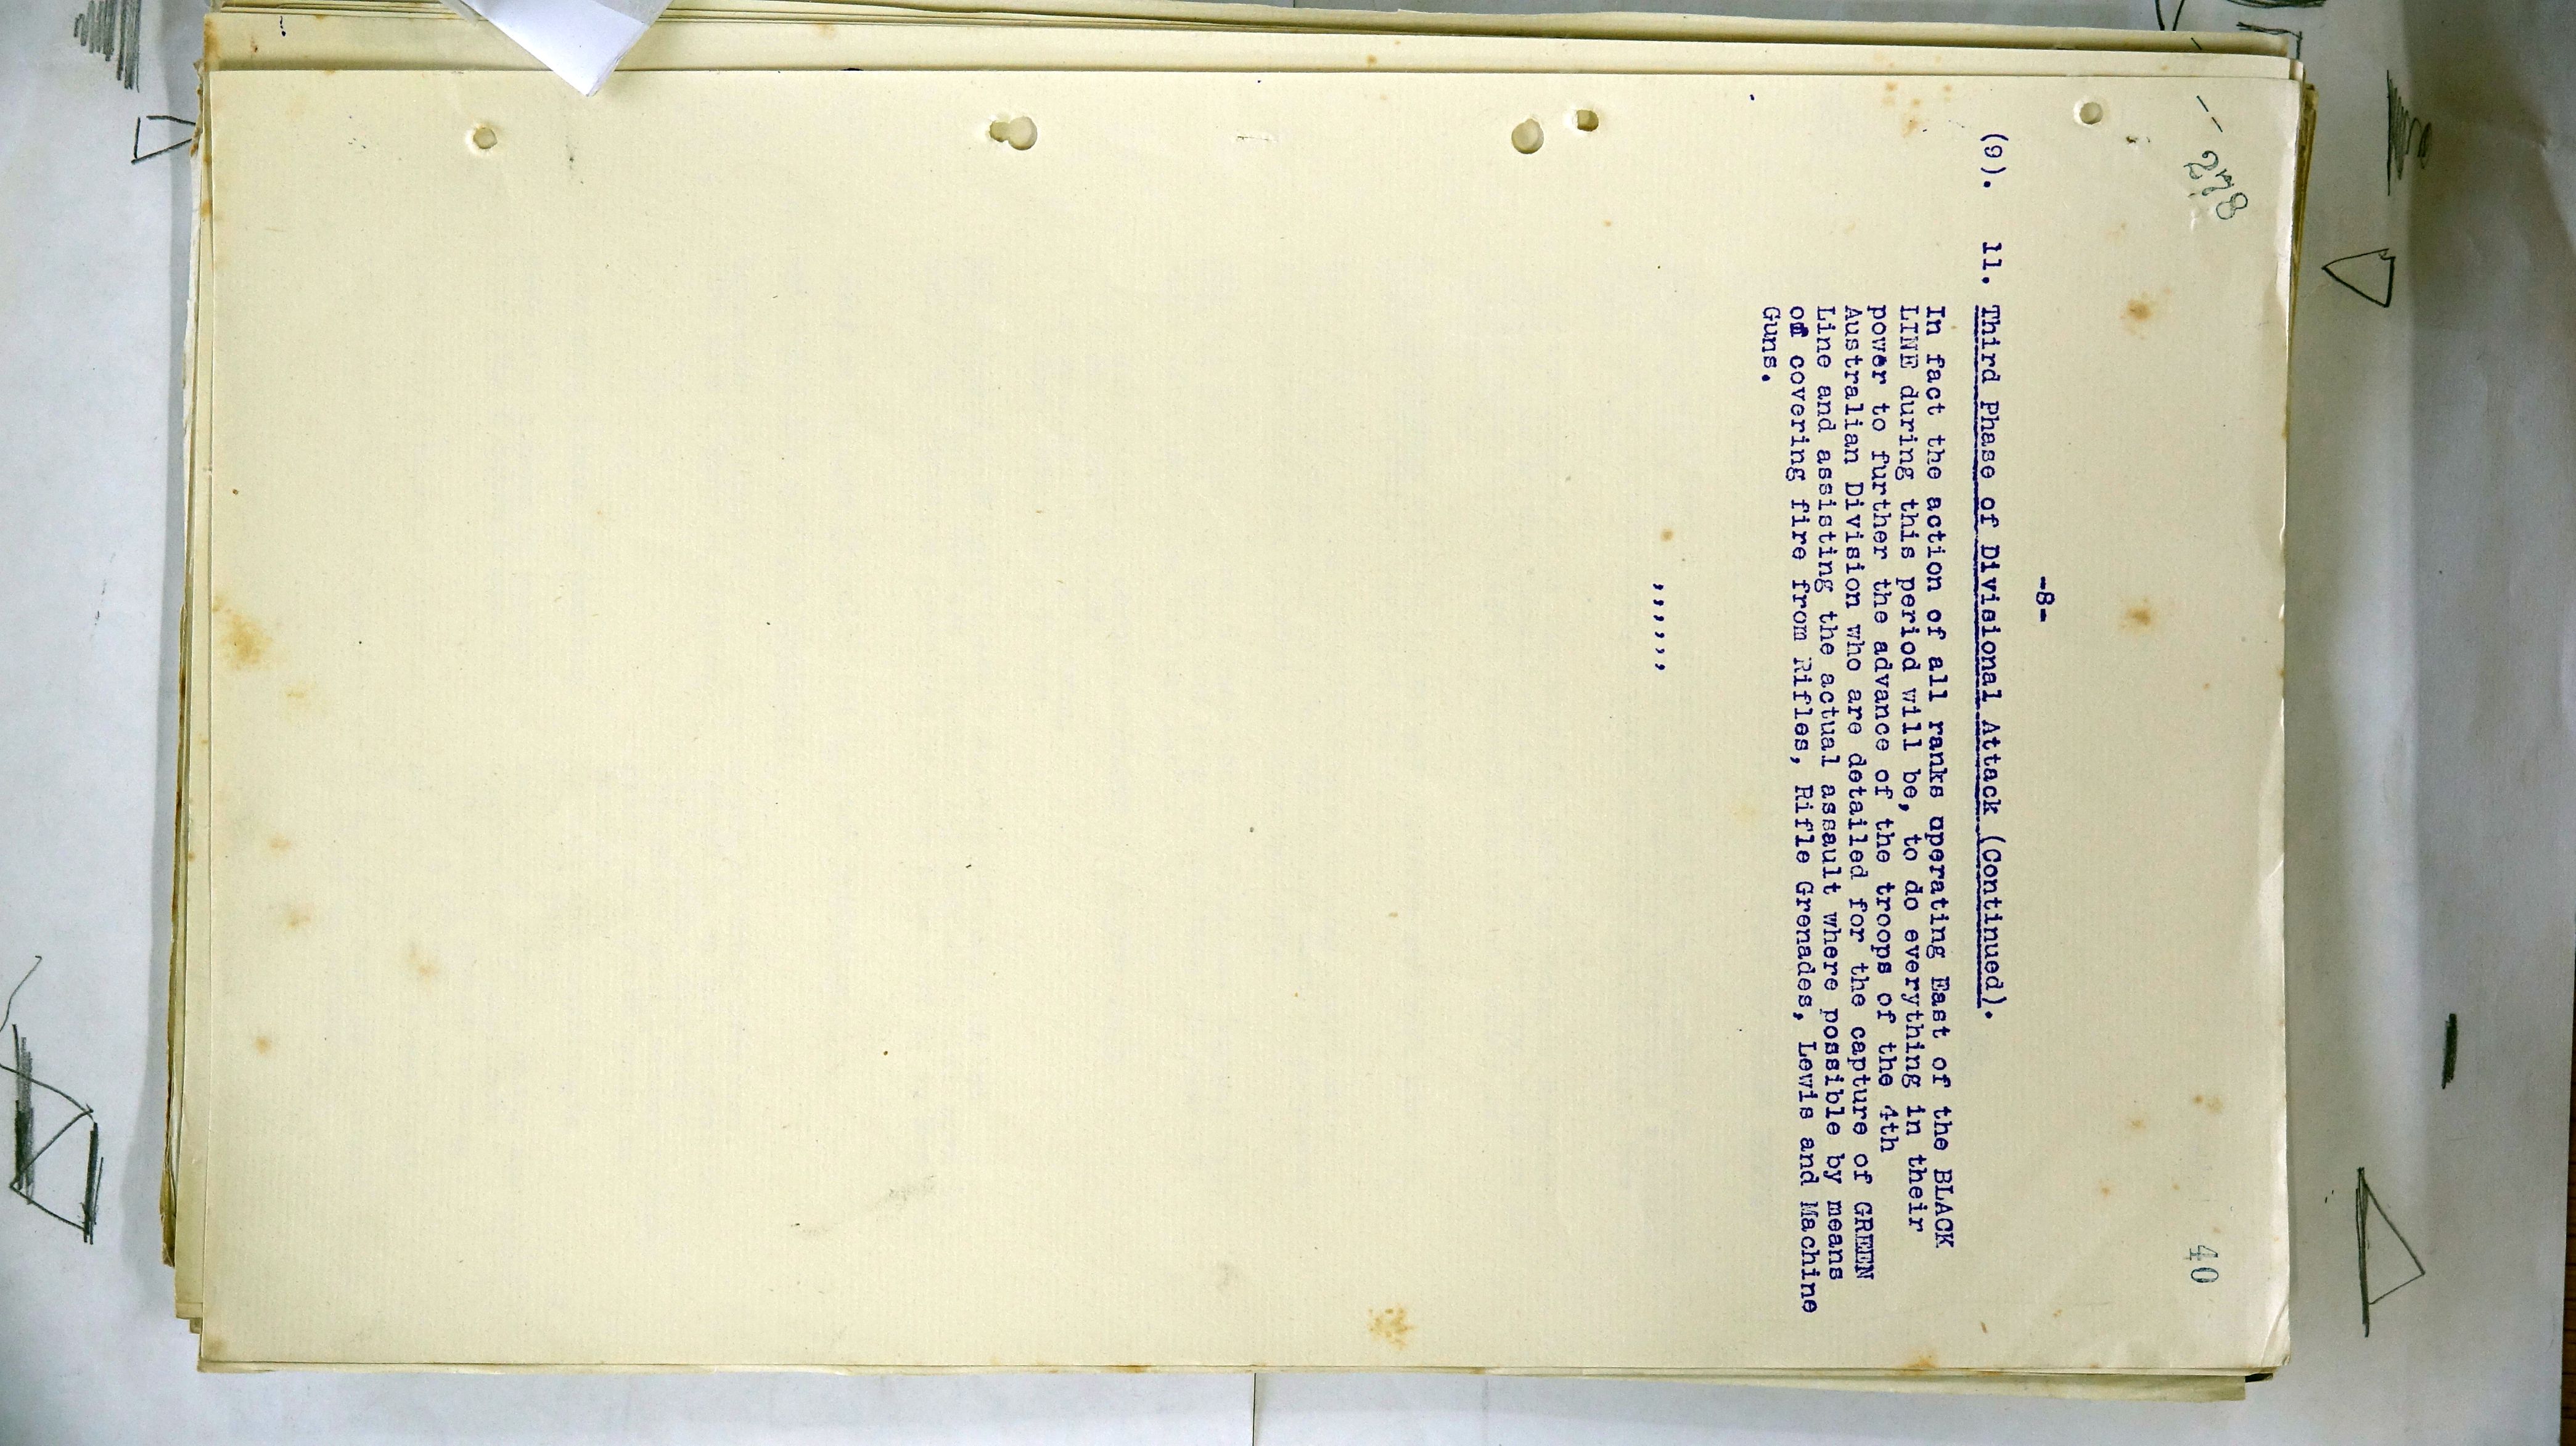 278
40
-8-
(9). 11. Third Phase of Divisional Attack (Continued).
In fact the action of all ranks operating East of the BLACK
LINE during this period will be, to do everything in their
power to further the advance of the troops of the 4th
Australian Division who are detailed for the capture of GREEN
Line and assisting the actual assault where possible by means
of covering fire from Rifles, Rifle Grenades, Lewis and Machine
Guns.
,,,,,,